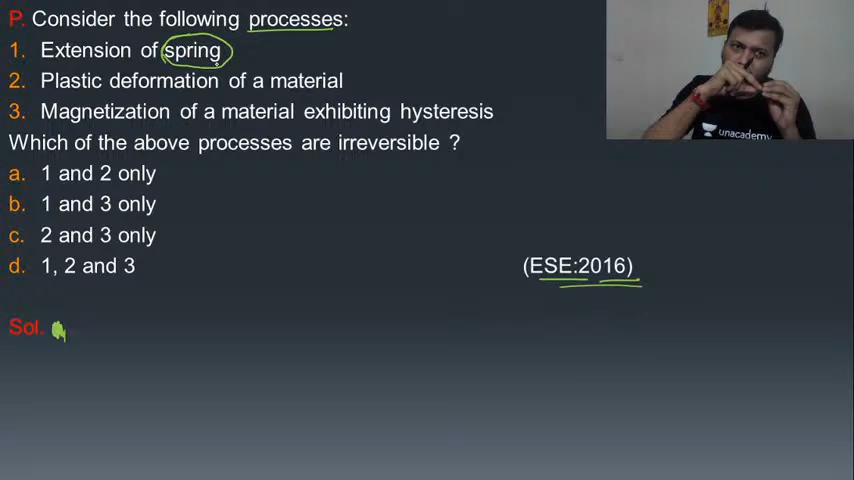 P. Consider the following processes:
1. Extension of spring
2. Plastic deformation of a material
3. Magnetization of a material exhibiting hysteresis
Which of the above processes are irreversible ?
a. 1 and 2 only
b. 1 and 3 only
c. 2 and 3 only
d. 1, 2 and 3
(ESE:2016)
Sol.
unacademy